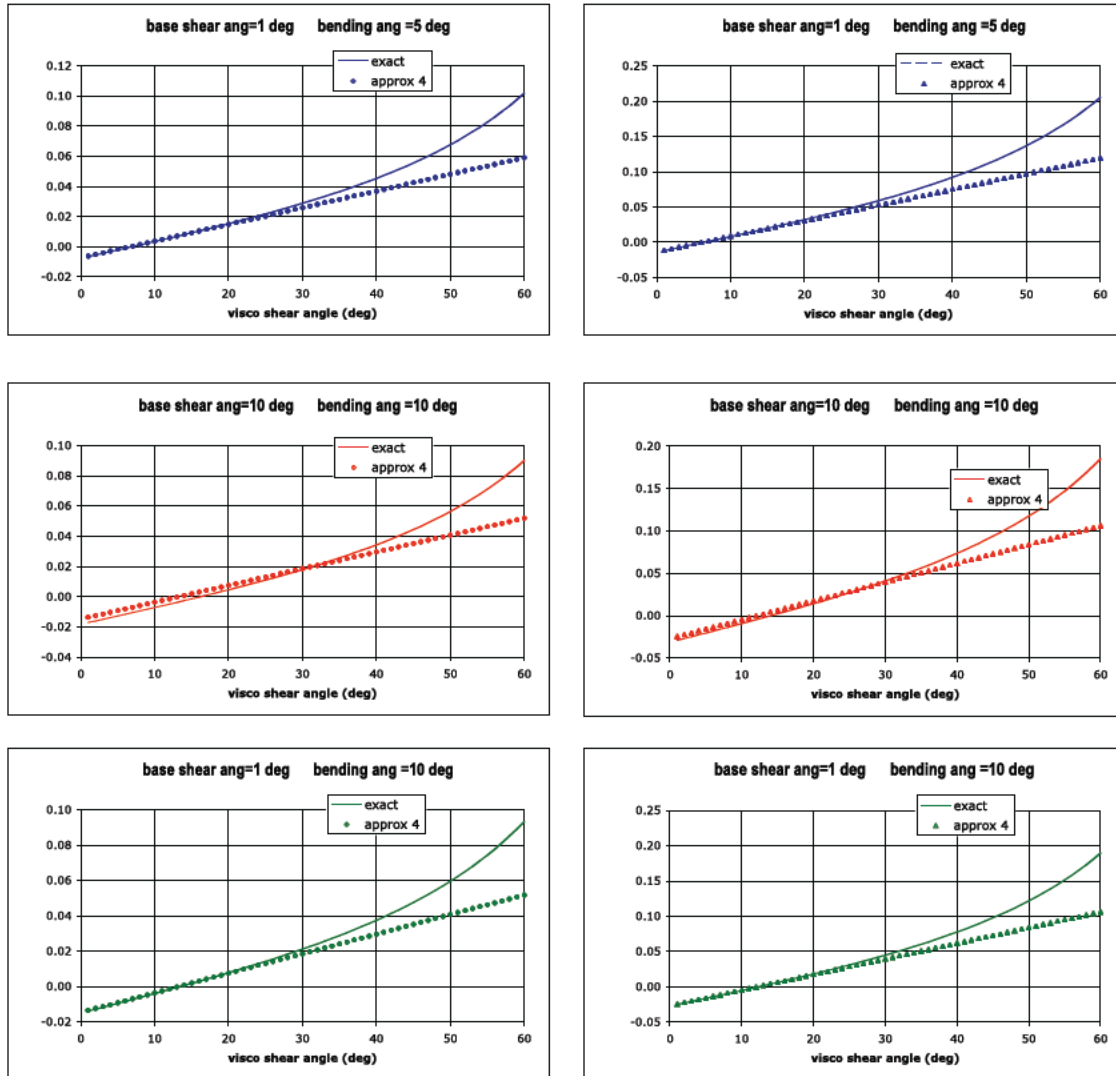 base shear ang=1 deg bending ang =5 deg
exact
approx 4
0.12
0.10
0.08
0.06
0.04
0.02
0.00
-0.02
0 10 20 30 40 50 60
visco shear angle (deg)
base shear ang=1 deg bending ang =5 deg
exact
approx 4
0.25
0.20
0.15
0.10
0.05
0.00
-0.05
0 10 20 30 40 50 60
visco shear angle (deg)
base shear ang=10 deg bending ang =10 deg
exact
approx 4
0.10
0.08
0.06
0.04
0.02
0.00
-0.02
-0.04
0 10 20 30 40 50 60
visco shear angle (deg)
base shear ang=10 deg bending ang =10 deg
exact
approx 4
0.20
0.15
0.10
0.05
0.00
-0.05
0 10 20 30 40 50 60
visco shear angle (deg)
base shear ang=1 deg bending ang =10 deg
exact
approx 4
0.10
0.08
0.06
0.04
0.02
0.00
-0.02
0 10 20 30 40 50 60
visco shear angle (deg)
base shear ang=1 deg bending ang =10 deg
exact
approx 4
0.25
0.20
0.15
0.10
0.05
0.00
-0.05
0 10 20 30 40 50 60
visco shear angle (deg)